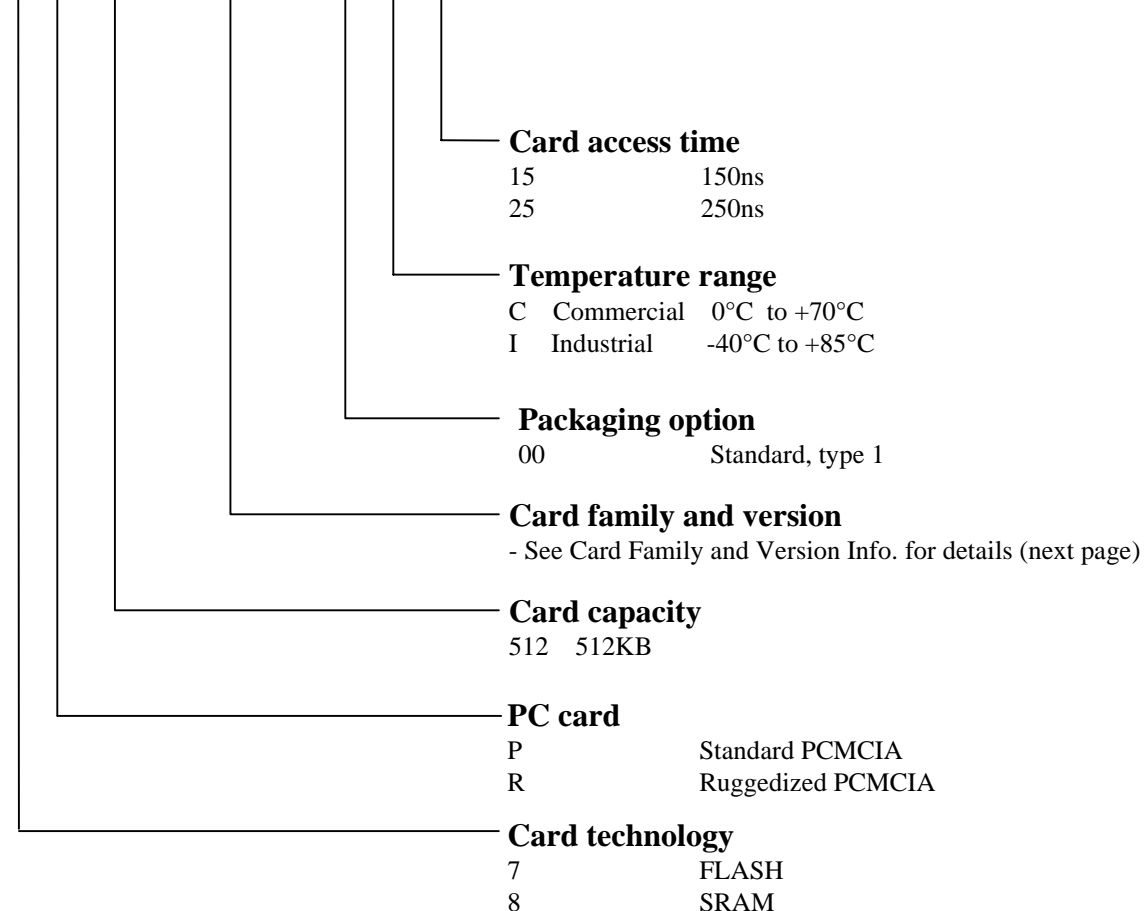 Card access time
15 150ns
25 250ns
Temperature range
C Commercial 0°C to +70°C
I Industrial -40°C to +85°C
Packaging option
00 Standard, type 1
Card family and version
- See Card Family and Version Info. for details (next page)
Card capacity
512 512KB
PC card
P Standard PCMCIA
R Ruggedized PCMCIA
Card technology
7 FLASH
8 SRAM